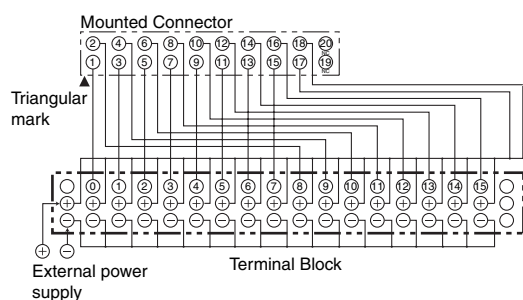 Mounted Connector
2 4 6 8 10 12 14 16 18 20
1 3 5 7 9 11 13 15 17 19
Triangular
mark
0 1 2 3 4 5 6 7 8 9 10 11 12 13 14 15
+ + + + + + + + + + + + + + + + +
− − − − − − − − − − − − − − − − −
+ −
External power
supply
Terminal Block